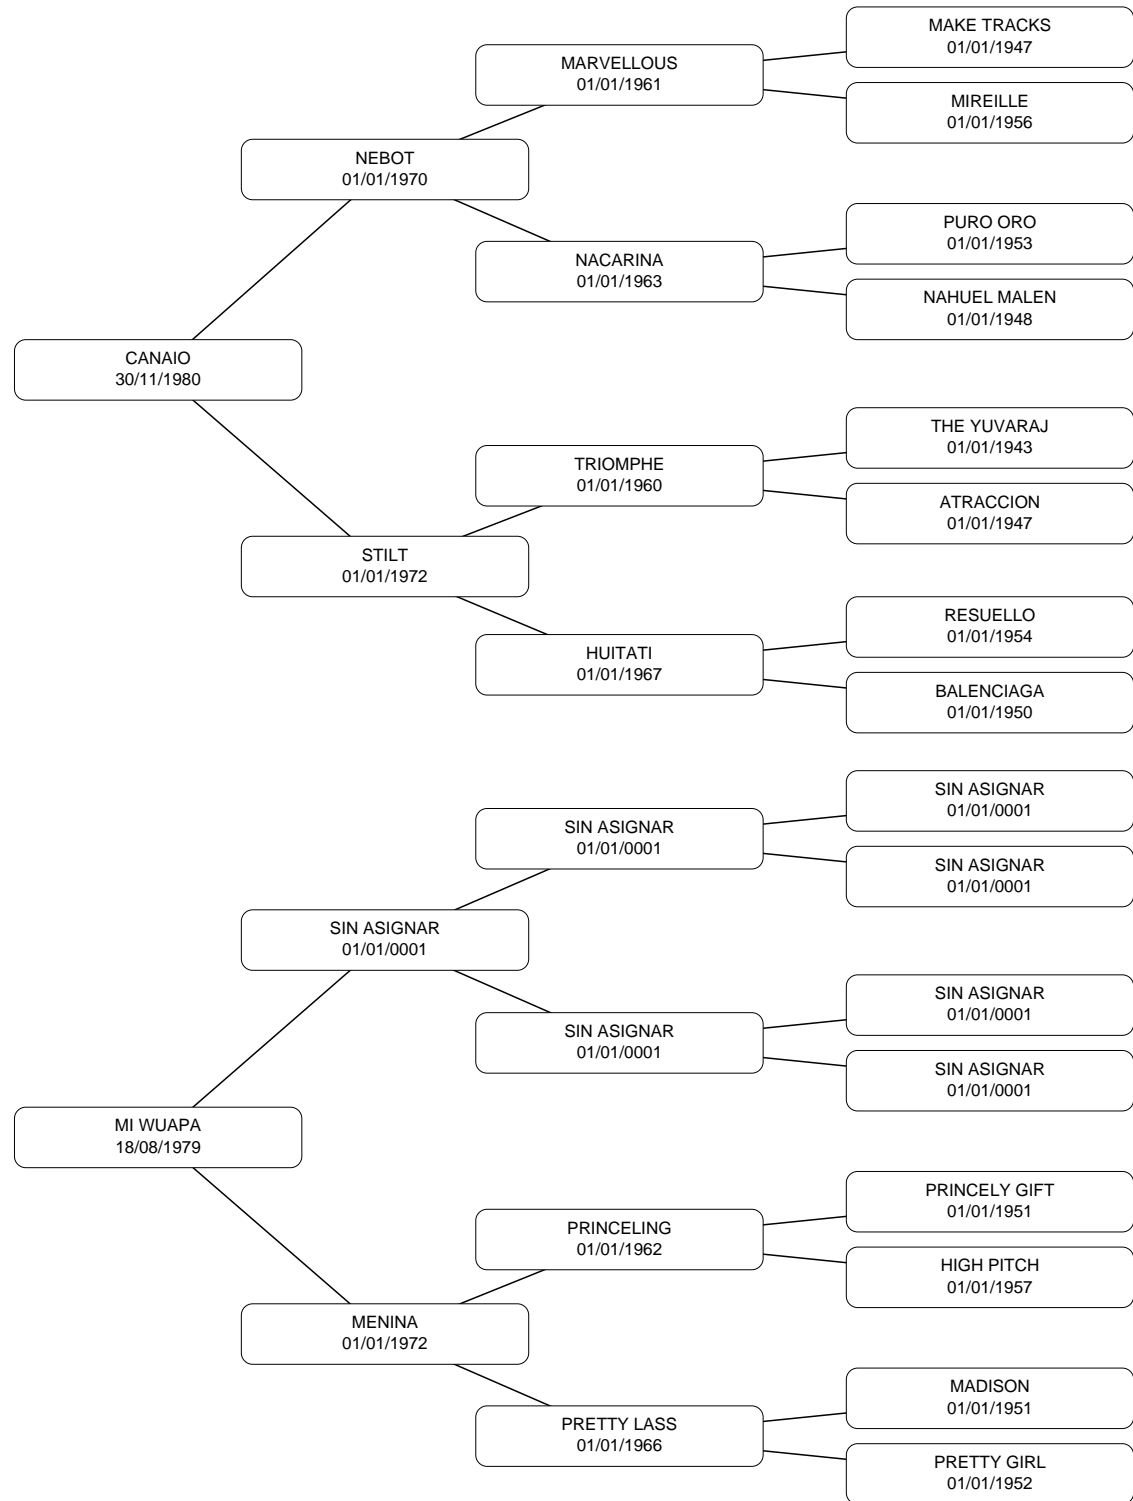 MAKE TRACKS
01/01/1947
MARVELLOUS
01/01/1961
MIREILLE
01/01/1956
NEBOT
01/01/1970
PURO ORO
01/01/1953
NACARINA
01/01/1963
NAHUEL MALEN
01/01/1948
CANAIO
30/11/1980
THE YUVARAJ
01/01/1943
TRIOMPHE
01/01/1960
ATRACCION
01/01/1947
STILT
01/01/1972
RESUELLO
01/01/1954
HUITATI
01/01/1967
BALENCIAGA
01/01/1950
SIN ASIGNAR
01/01/0001
SIN ASIGNAR
01/01/0001
SIN ASIGNAR
01/01/0001
SIN ASIGNAR
01/01/0001
SIN ASIGNAR
01/01/0001
SIN ASIGNAR
01/01/0001
SIN ASIGNAR
01/01/0001
MI WUAPA
18/08/1979
PRINCELY GIFT
01/01/1951
PRINCELING
01/01/1962
HIGH PITCH
01/01/1957
MENINA
01/01/1972
MADISON
01/01/1951
PRETTY LASS
01/01/1966
PRETTY GIRL
01/01/1952